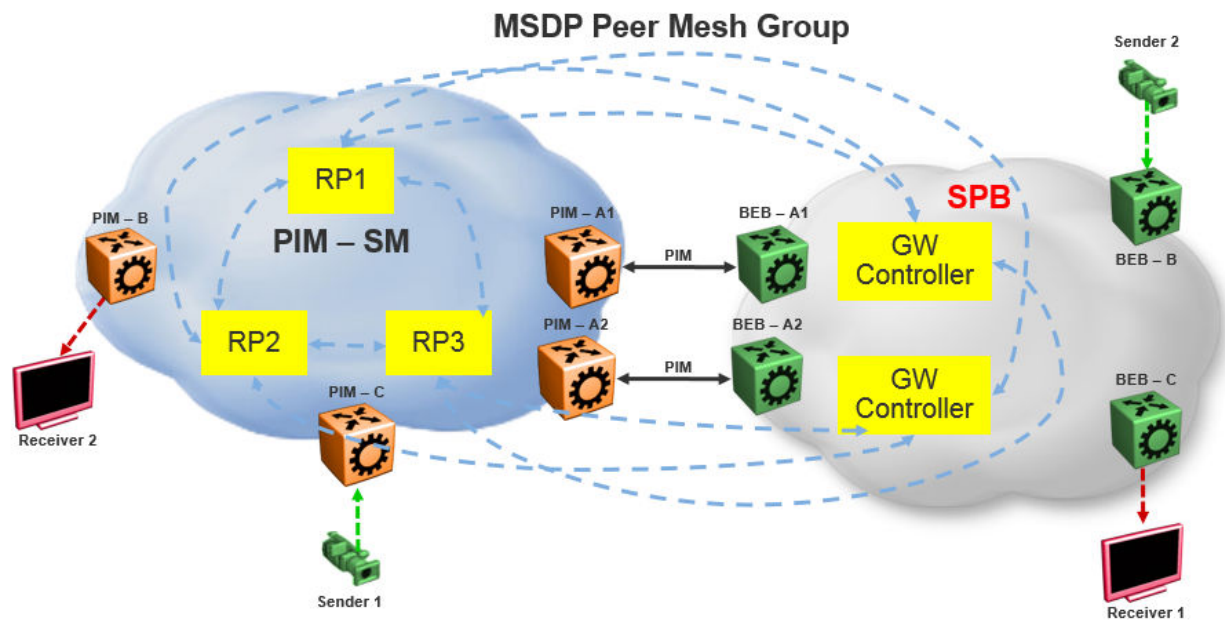 MSDP Peer Mesh Group
Sender 2
RP1
SPB
PIM – B
PIM – A1
BEB – A1
PIM – SM
GW
Controller
BEB – B
PIM
RP2
RP3
PIM – A2
BEB – A2
PIM
GW
Controller
BEB – C
PIM – C
Receiver 2
Sender 1
Receiver 1